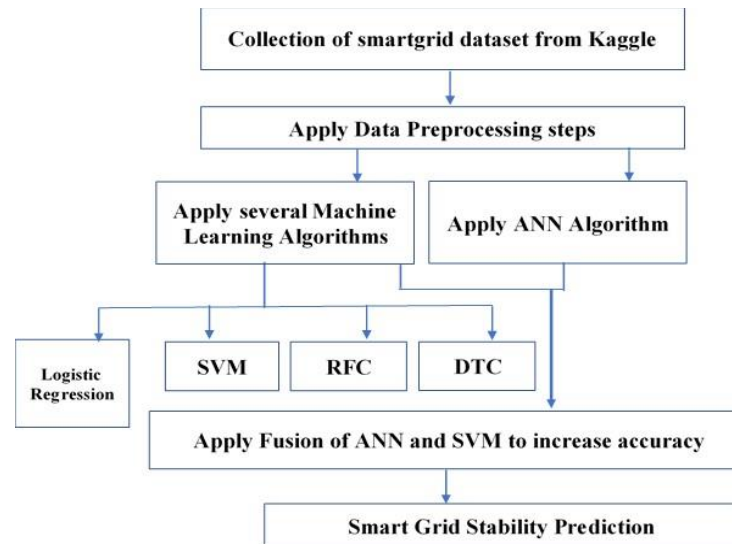 Collection of smartgrid dataset from Kaggle
Apply Data Preprocessing steps
Apply several Machine
Learning Algorithms
Apply ANN Algorithm
Logistic
Regression
SVM
RFC
DTC
Apply Fusion of ANN and SVM to increase accuracy
Smart Grid Stability Prediction